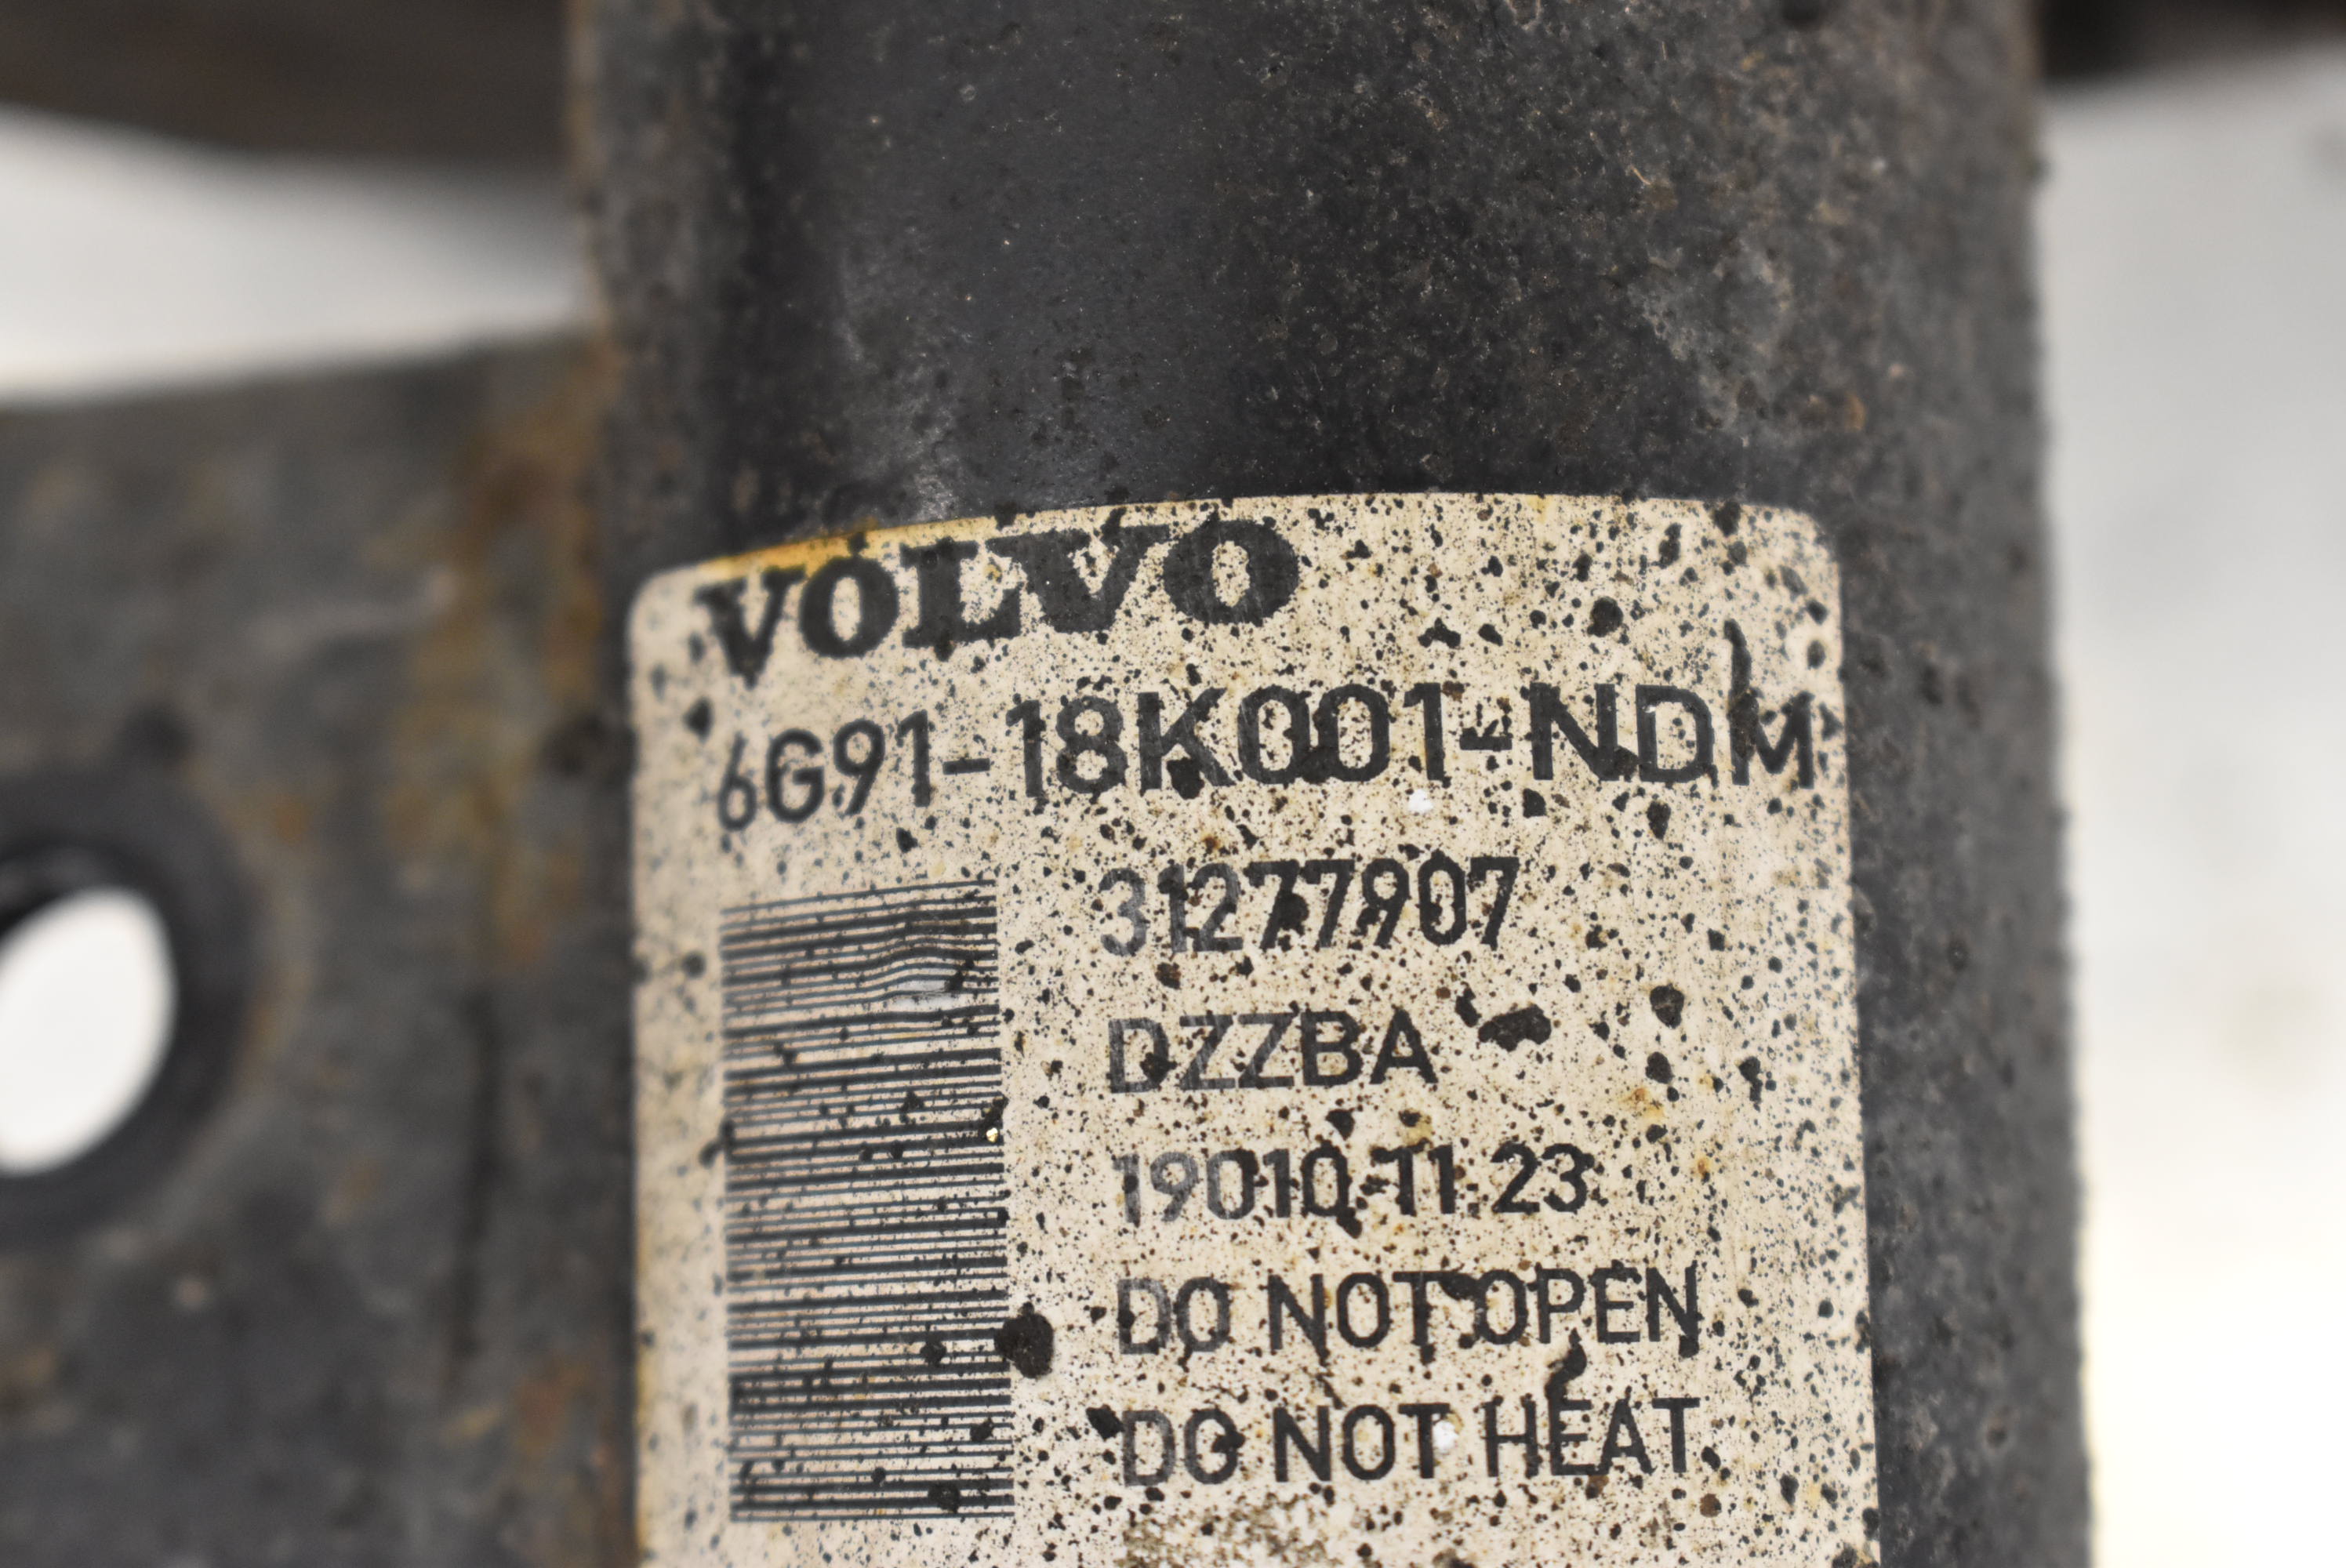 VOLVO
6G91-18K001-NDM
31277907
DZZBA
19010 11 23
DO NOT OPEN
DO NOT HEAT